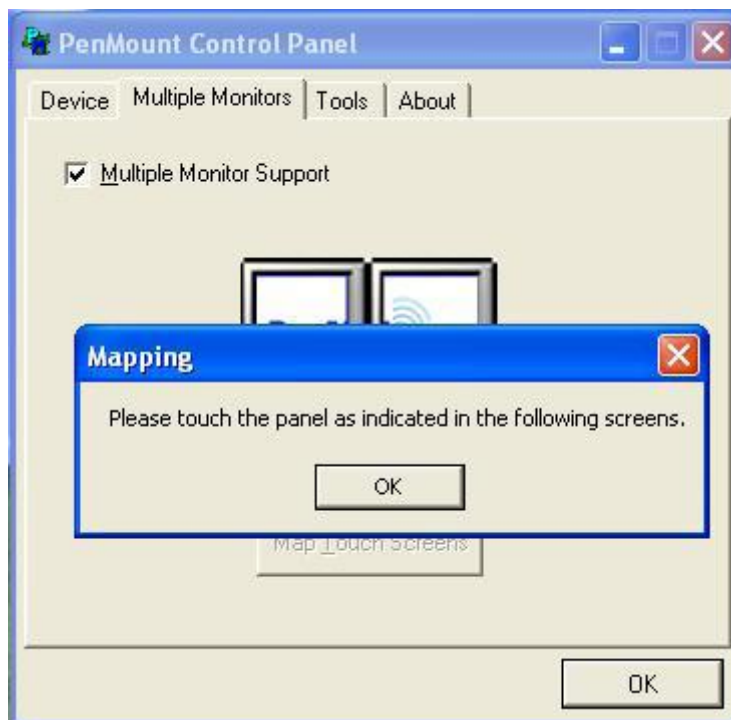 PenMount Control Panel
Device Multiple Monitors Tools About
Multiple Monitor Support
Mapping
Please touch the panel as indicated in the following screens.
OK
Map Touch Screens
OK